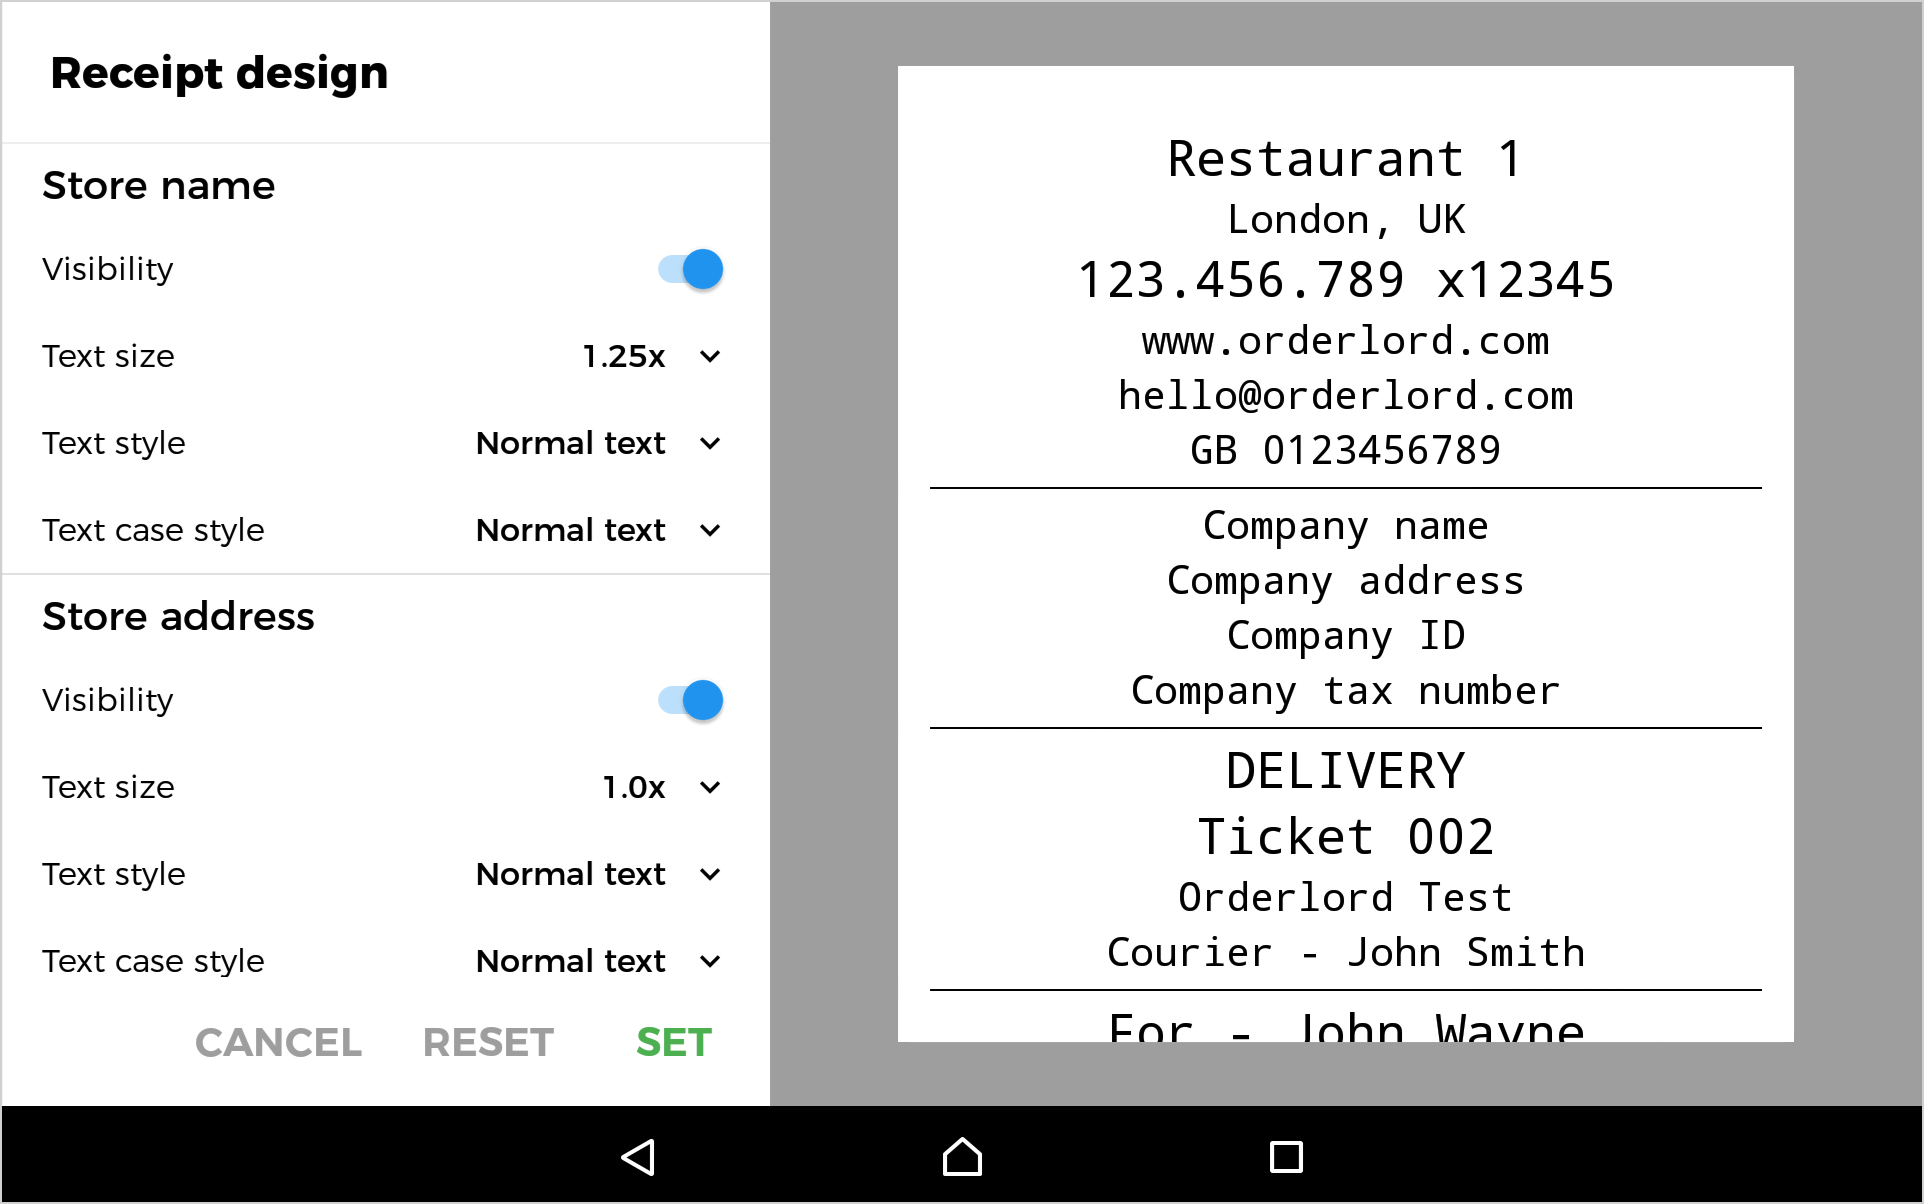 Receipt design
Store name
Visibility
Text size 1.25x
Text style Normal text
Text case style Normal text
Store address
Visibility
Text size 1.0x
Text style Normal text
Text case style Normal text
CANCEL RESET SET
Restaurant 1
London, UK
123.456.789 x12345
www.orderlord.com
hello@orderlord.com
GB 0123456789
Company name
Company address
Company ID
Company tax number
DELIVERY
Ticket 002
Orderlord Test
Courier - John Smith
For - John Wayne